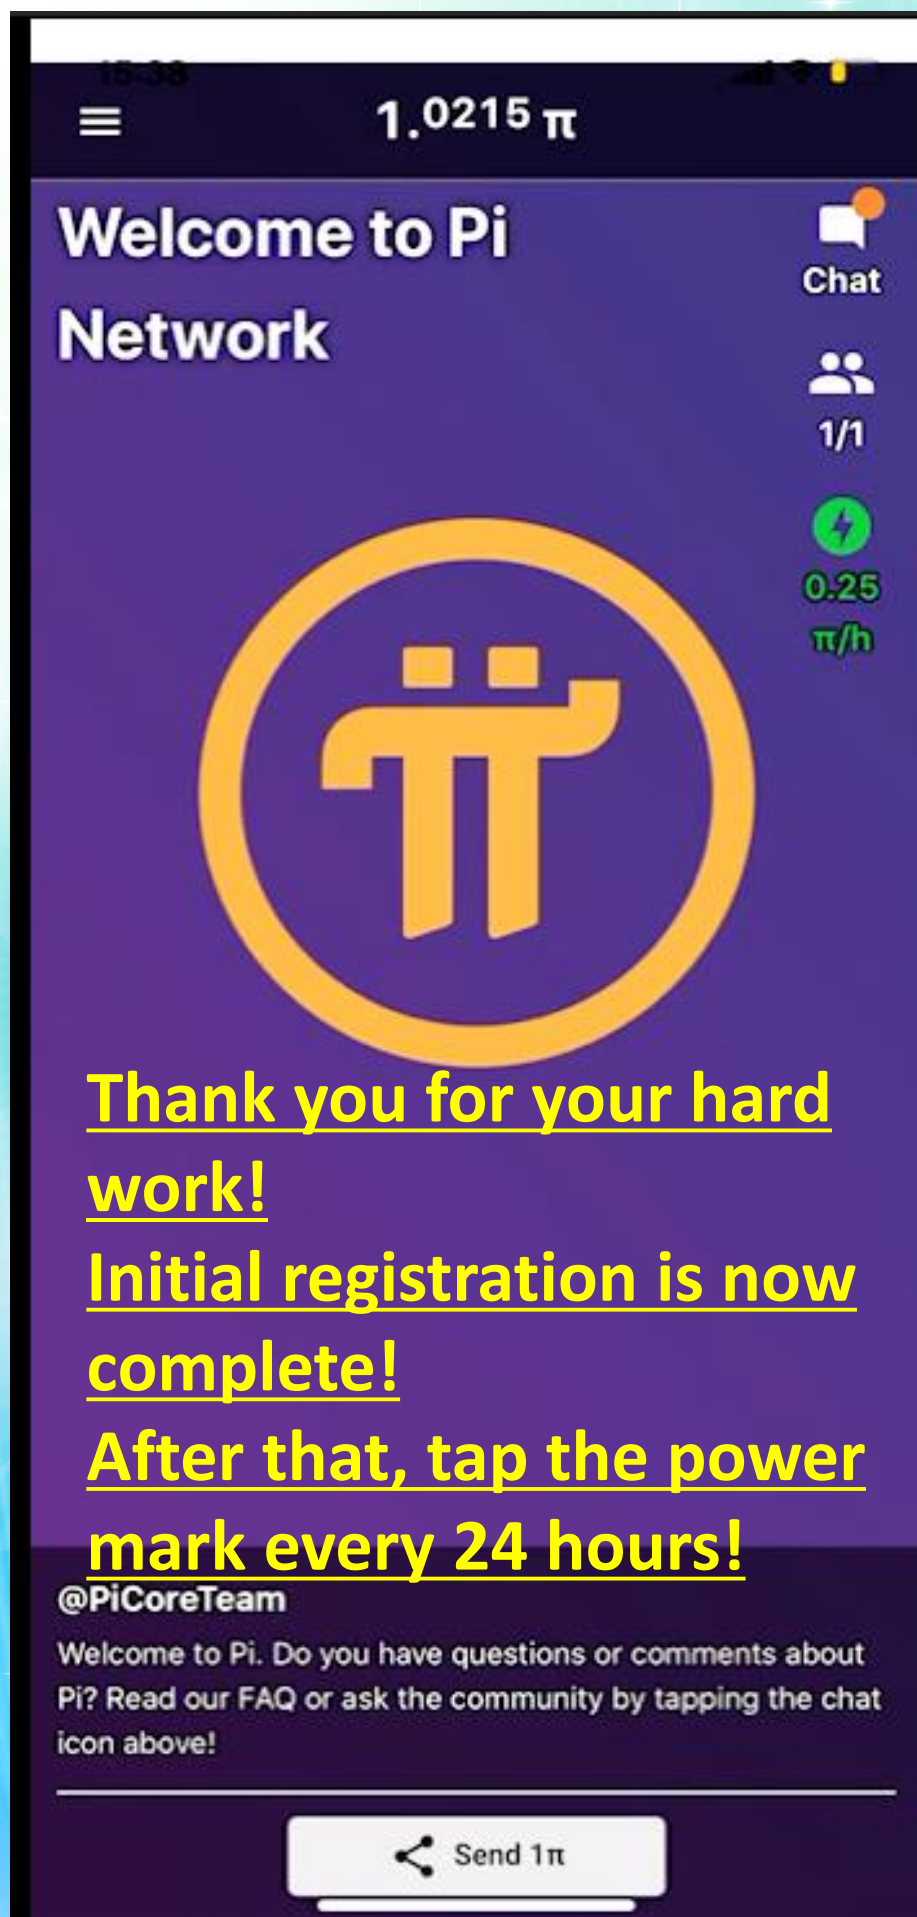 15:38
1.0215 π
Welcome to Pi
Network
Chat
1/1
0.25
π/h
Thank you for your hard
work!
Initial registration is now
complete!
After that, tap the power
mark every 24 hours!
@PiCoreTeam
Welcome to Pi. Do you have questions or comments about
Pi? Read our FAQ or ask the community by tapping the chat
icon above!
Send 1π